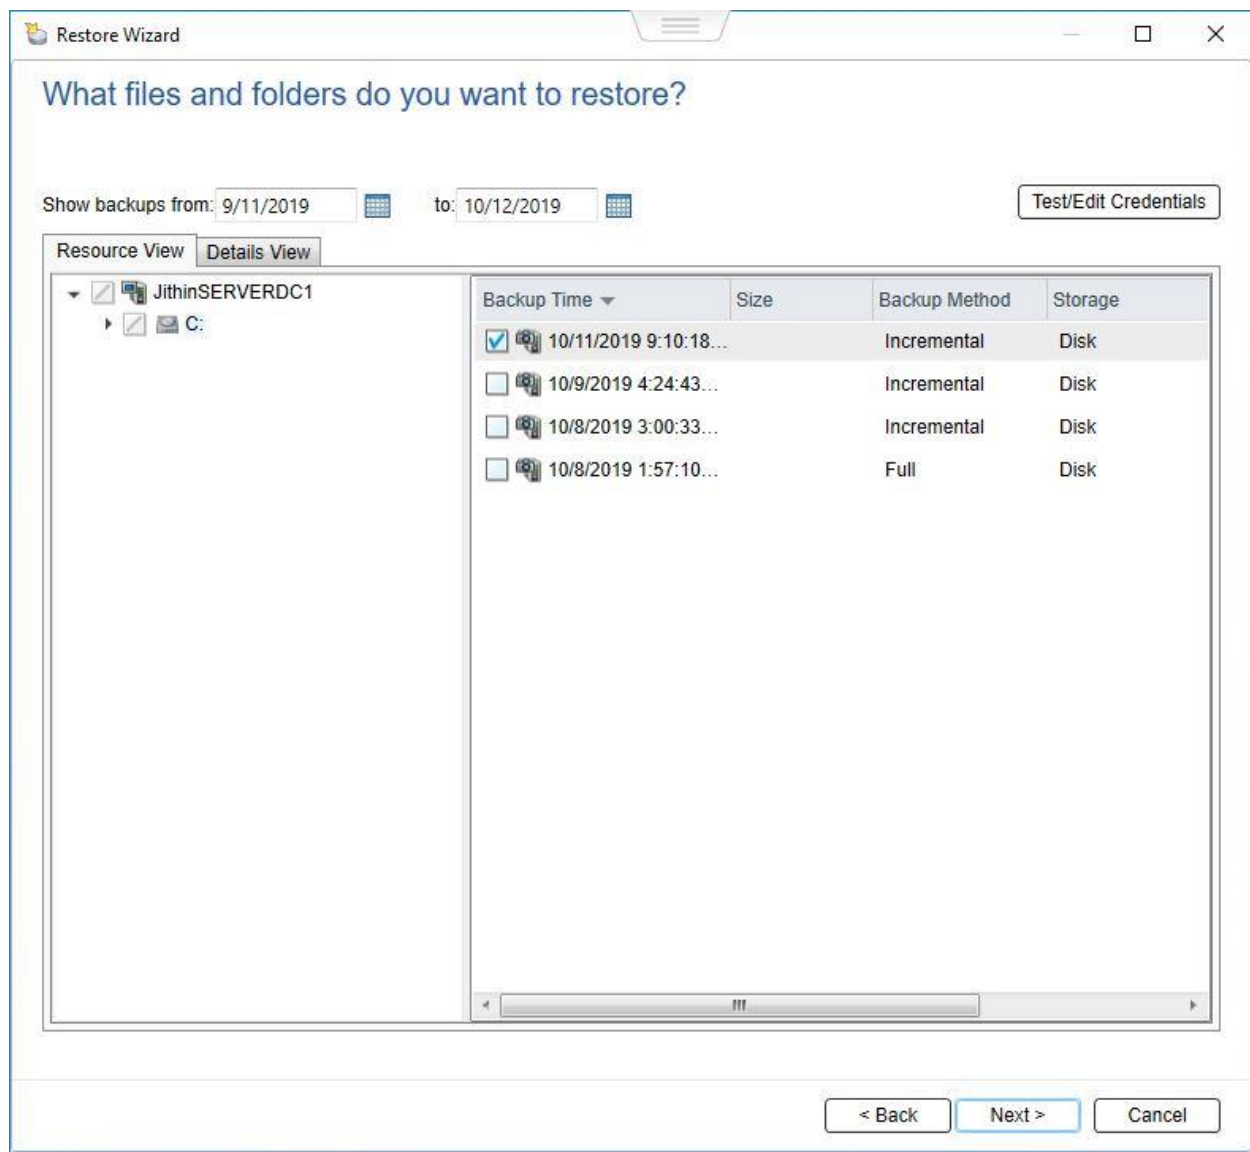 Restore Wizard
What files and folders do you want to restore?
Show backups from: 9/11/2019 to: 10/12/2019 Test/Edit Credentials
Resource View Details View
JithinSERVERDC1
C:
Backup Time Size Backup Method Storage
10/11/2019 9:10:18... Incremental Disk
10/9/2019 4:24:43... Incremental Disk
10/8/2019 3:00:33... Incremental Disk
10/8/2019 1:57:10... Full Disk
< Back Next > Cancel